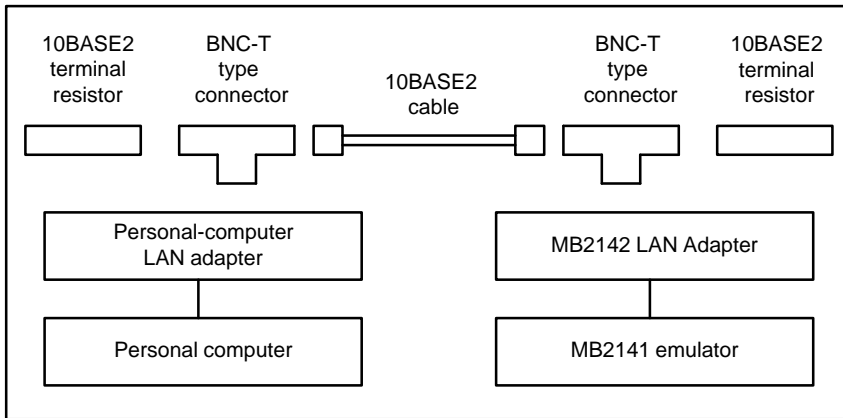 10BASE2
terminal
resistor
BNC-T
type
connector
10BASE2
cable
BNC-T
type
connector
10BASE2
terminal
resistor
Personal-computer
LAN adapter
MB2142 LAN Adapter
Personal computer
MB2141 emulator